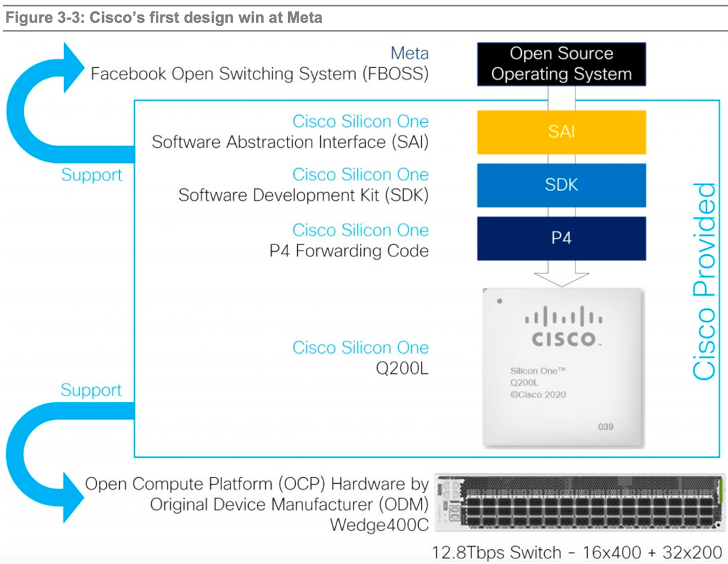 Figure 3-3: Cisco's first design win at Meta
Meta
Facebook Open Switching System (FBOSS)
Open Source
Operating System
Cisco Silicon One
Software Abstraction Interface (SAI)
SAI
Support
Cisco Silicon One
Software Development Kit (SDK)
SDK
Cisco Silicon One
P4 Forwarding Code
P4
Cisco Provided
CISCO
Silicon One™
Q200L
©Cisco 2020
039
Cisco Silicon One
Q200L
Support
Open Compute Platform (OCP) Hardware by
Original Device Manufacturer (ODM)
Wedge400C
12.8Tbps Switch - 16x400 + 32x200